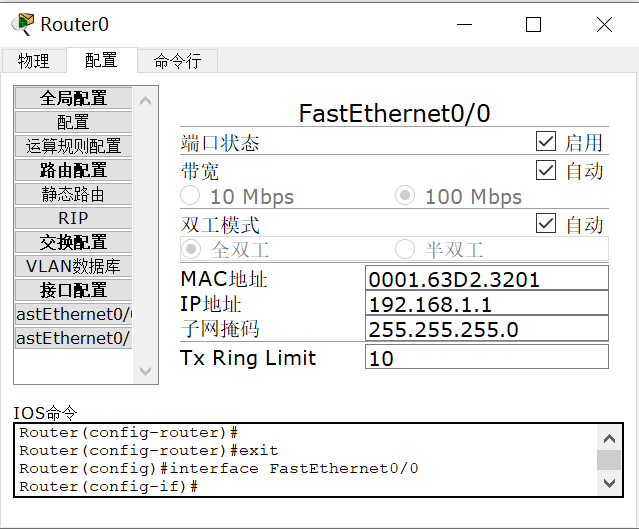 Router0
物理 配置 命令行
全局配置
配置
运算规则配置
路由配置
静态路由
RIP
交换配置
VLAN数据库
接口配置
astEthernet0/0
astEthernet0/
FastEthernet0/0
端口状态 启用
带宽 自动
10 Mbps 100 Mbps
双工模式 自动
全双工 半双工
MAC地址 0001.63D2.3201
IP地址 192.168.1.1
子网掩码 255.255.255.0
Tx Ring Limit 10
IOS命令
Router(config-router)#
Router(config-router)#exit
Router(config)#interface FastEthernet0/0
Router(config-if)#